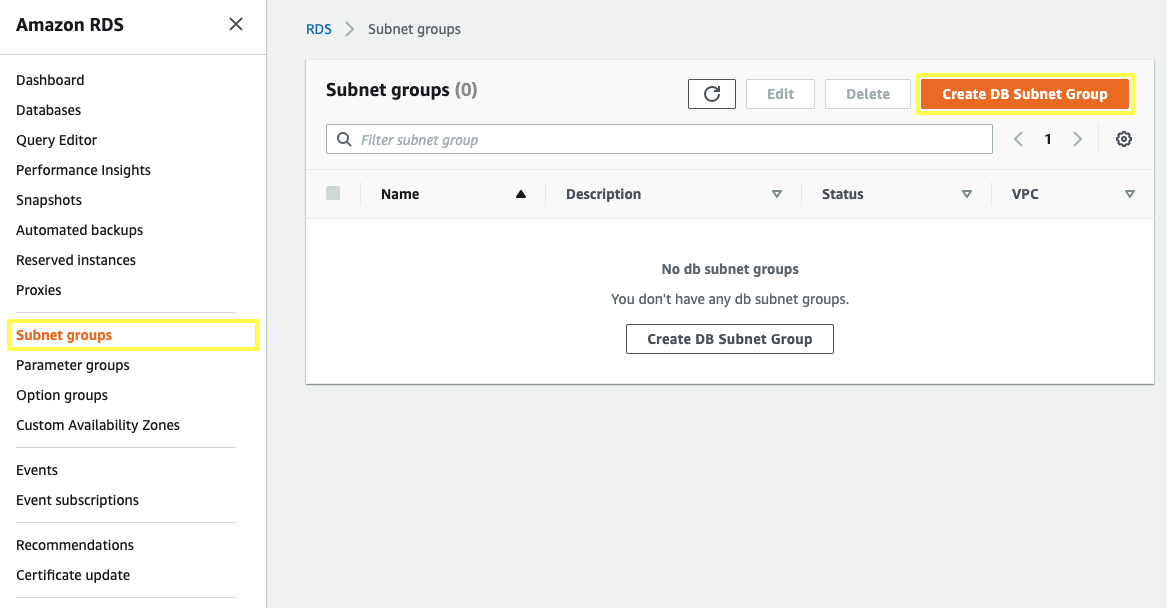 Amazon RDS
Dashboard
Databases
Query Editor
Performance Insights
Snapshots
Automated backups
Reserved instances
Proxies
Subnet groups
Parameter groups
Option groups
Custom Availability Zones
Events
Event subscriptions
Recommendations
Certificate update
RDS Subnet groups
Subnet groups (0) Edit Delete Create DB Subnet Group
Filter subnet group 1
Name Description Status VPC
No db subnet groups
You don't have any db subnet groups.
Create DB Subnet Group